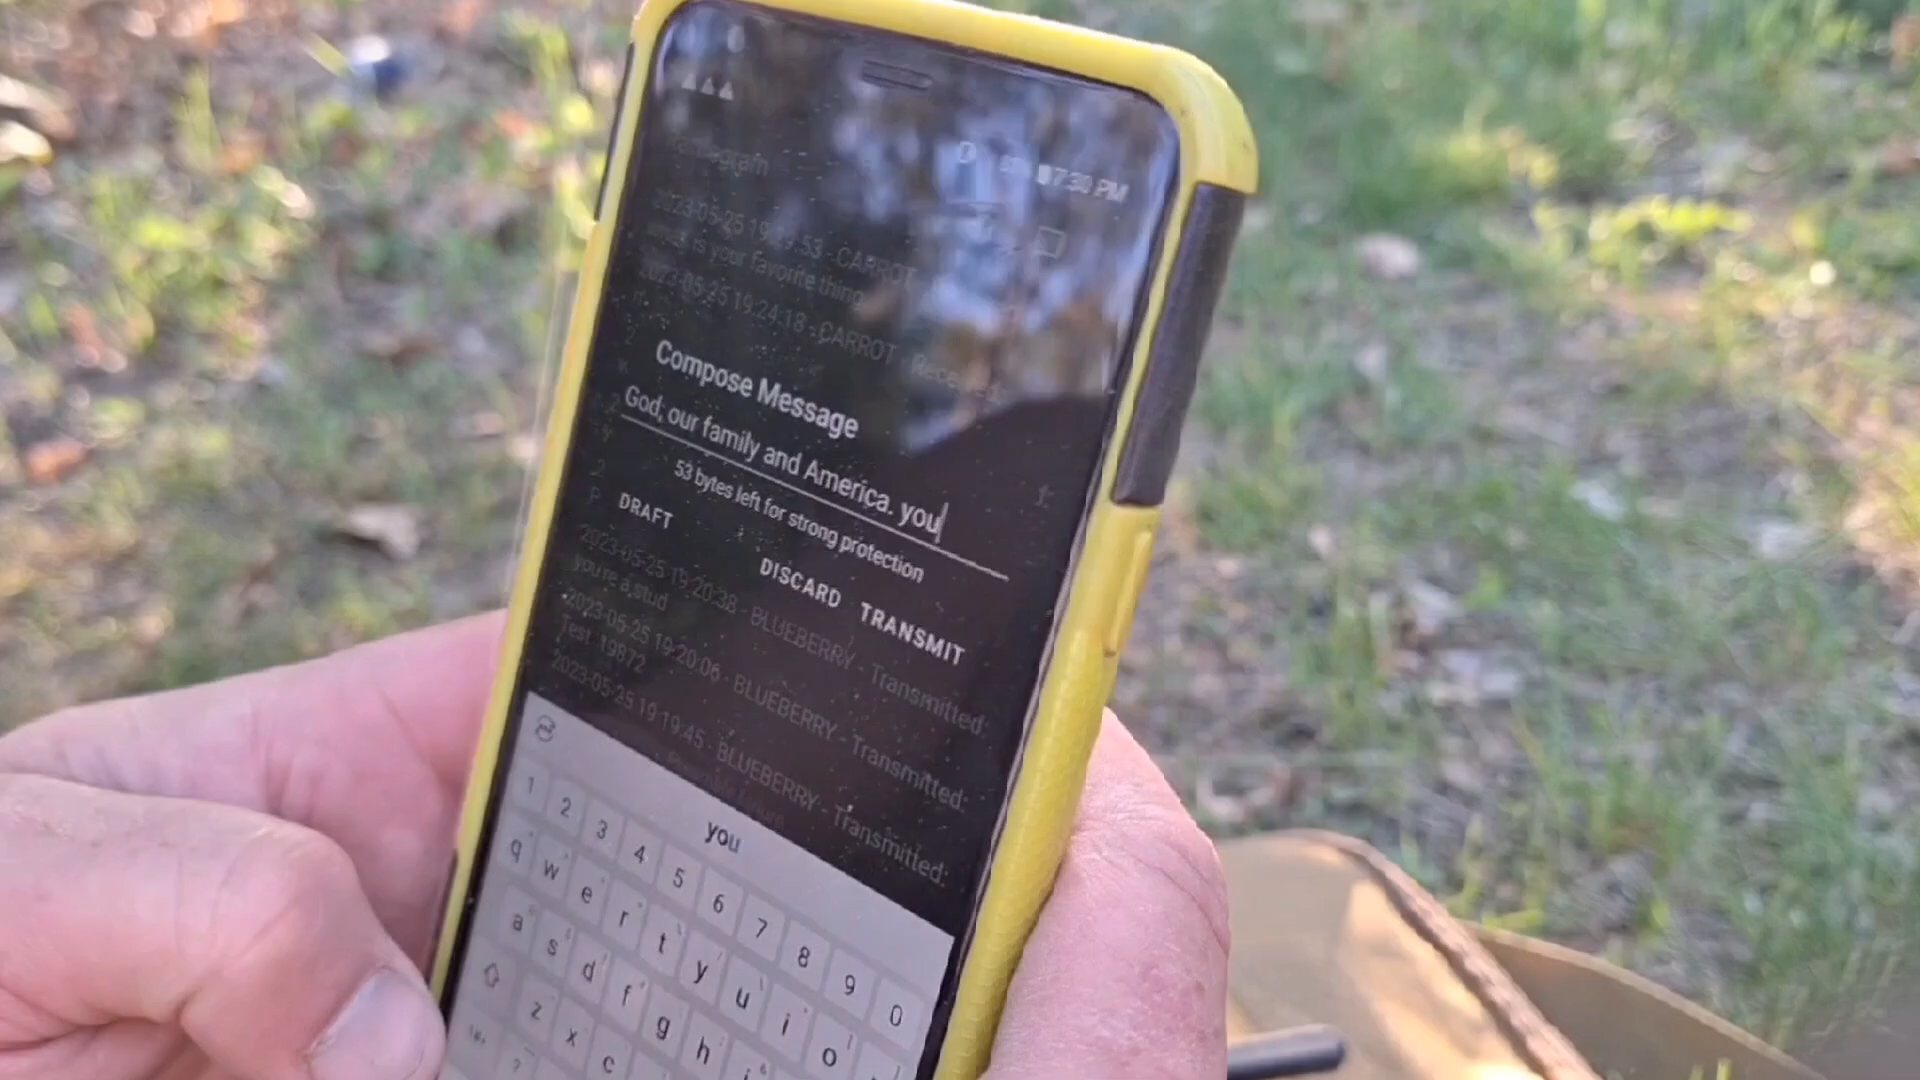 7:30 PM
2023-05-25 19: :53 - CARROT
what is your favorite thing
2023-05-25 19:24:18 - CARROT - Received:
Compose Message
God, our family and America. you
53 bytes left for strong protection
DRAFT
DISCARD TRANSMIT
2023-05-25 19:20:38 - BLUEBERRY - Transmitted:
you're a stud
2023-05-25 19:20:06 - BLUEBERRY - Transmitted:
Test 19872
2023-05-25 19:19:45 - BLUEBERRY - Transmitted:
you
1 2 3 4 5 6 7 8 9 0
q w e r t y u i o
a s d f g h j
z x c